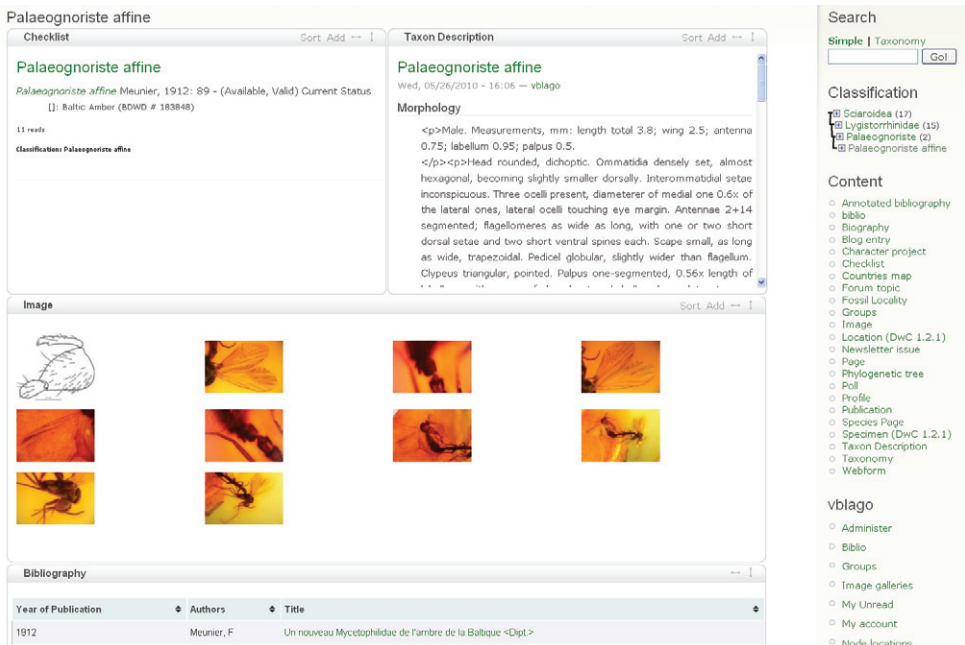 Palaeognoriste affine
Checklist
Sort Add ↔ ↕
Palaeognoriste affine
Palaeognoriste affine Meunier, 1912: 89 - (Available, Valid) Current Status
[]: Baltic Amber (BDWD # 183848)
11 reads
Classification: Palaeognoriste affine
Taxon Description
Sort Add ↔ ↕
Palaeognoriste affine
Wed, 05/26/2010 - 16:06 — vblago
Morphology
<p>Male. Measurements, mm: length total 3.8; wing 2.5; antenna
0.75; labellum 0.95; palpus 0.5.
</p><p>Head rounded, dichoptic. Ommatidia densely set, almost
hexagonal, becoming slightly smaller dorsally. Interommatidial setae
inconspicuous. Three ocelli present, diameterer of medial one 0.6x of
the lateral ones, lateral ocelli touching eye margin. Antennae 2+14
segmented; flagellomeres as wide as long, with one or two short
dorsal setae and two short ventral spines each. Scape small, as long
as wide, trapezoidal. Pedicel globular, slightly wider than flagellum.
Clypeus triangular, pointed. Palpus one-segmented, 0.56x length of
Image
Sort Add ↔ ↕
Bibliography
↔ ↕
Year of Publication
Authors
Title
1912
Meunier, F
Un nouveau Mycetophilidae de l'ambre de la Baltique <Dipt.>
Search
Simple | Taxonomy
Go!
Classification
Sciaroidea (17)
Lygistorrhinidae (15)
Palaeognoriste (2)
Palaeognoriste affine
Content
Annotated bibliography
biblio
Biography
Blog entry
Character project
Checklist
Countries map
Forum topic
Fossil Locality
Groups
Image
Location (DwC 1.2.1)
Newsletter issue
Page
Phylogenetic tree
Poll
Profile
Publication
Species Page
Specimen (DwC 1.2.1)
Taxon Description
Taxonomy
Webform
vblago
Administer
Biblio
Groups
Image galleries
My Unread
My account
Node locations